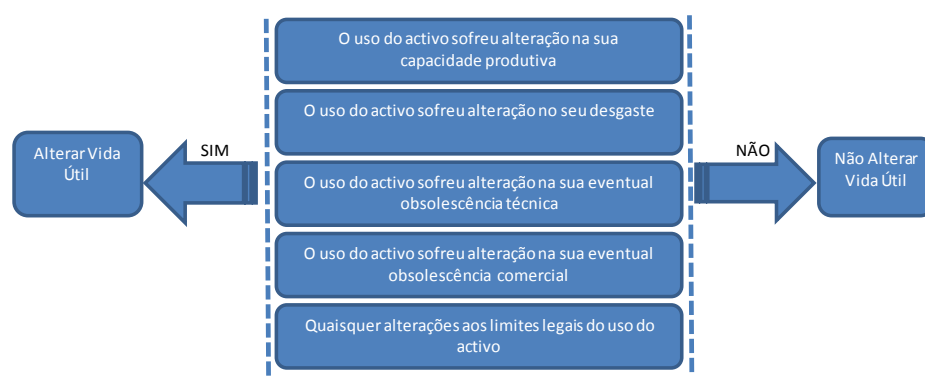 O uso do activo sofreu alteração na sua
capacidade produtiva
O uso do activo sofreu alteração no seu desgaste
Alterar Vida
Útil
SIM
O uso do activo sofreu alteração na sua eventual
obsolescência técnica
NÃO
Não Alterar
Vida Útil
O uso do activo sofreu alteração na sua eventual
obsolescência comercial
Quaisquer alterações aos limites legais do uso do
activo